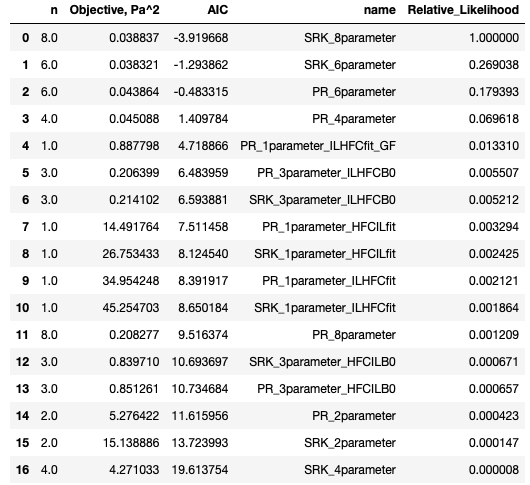 n Objective, Pa^2 AIC name Relative_Likelihood
0 8.0 0.038837 -3.919668 SRK_8parameter 1.000000
1 6.0 0.038321 -1.293862 SRK_6parameter 0.269038
2 6.0 0.043864 -0.483315 PR_6parameter 0.179393
3 4.0 0.045088 1.409784 PR_4parameter 0.069618
4 1.0 0.887798 4.718866 PR_1parameter_ILHFCfit_GF 0.013310
5 3.0 0.206399 6.483959 PR_3parameter_ILHFCB0 0.005507
6 3.0 0.214102 6.593881 SRK_3parameter_ILHFCB0 0.005212
7 1.0 14.491764 7.511458 PR_1parameter_HFCILfit 0.003294
8 1.0 26.753433 8.124540 SRK_1parameter_HFCILfit 0.002425
9 1.0 34.954248 8.391917 PR_1parameter_ILHFCfit 0.002121
10 1.0 45.254703 8.650184 SRK_1parameter_ILHFCfit 0.001864
11 8.0 0.208277 9.516374 PR_8parameter 0.001209
12 3.0 0.839710 10.693697 SRK_3parameter_HFCILB0 0.000671
13 3.0 0.851261 10.734684 PR_3parameter_HFCILB0 0.000657
14 2.0 5.276422 11.615956 PR_2parameter 0.000423
15 2.0 15.138886 13.723993 SRK_2parameter 0.000147
16 4.0 4.271033 19.613754 SRK_4parameter 0.000008